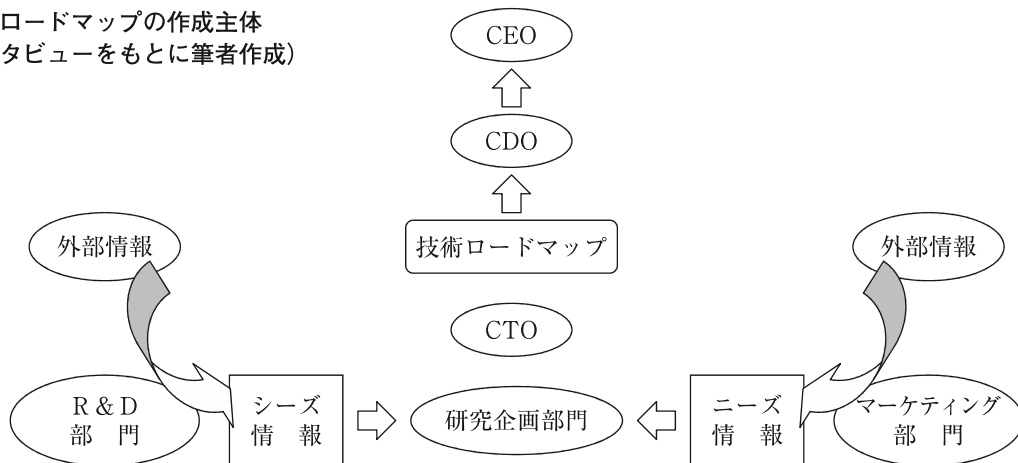 ロードマップの作成主体
タビューをもとに筆者作成）
CEO
CDO
技術ロードマップ
外部情報
外部情報
CTO
R & D
部　門
シーズ
情　報
研究企画部門
ニーズ
情　報
マーケティング
部　門